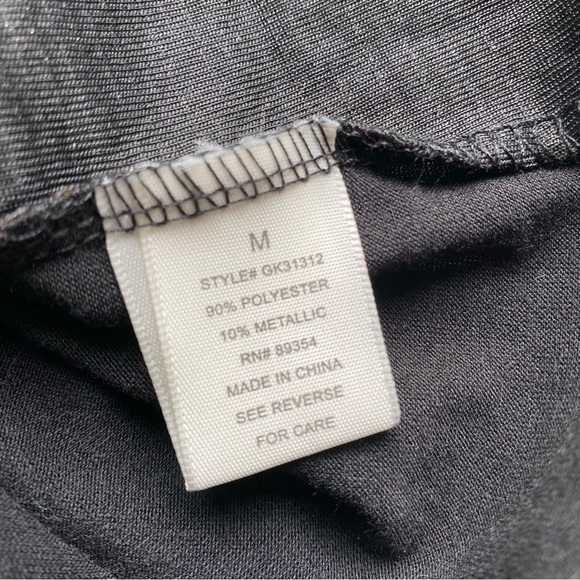 M
STYLE# GK31312
90% POLYESTER
10% METALLIC
RN# 89354
MADE IN CHINA
SEE REVERSE
FOR CARE